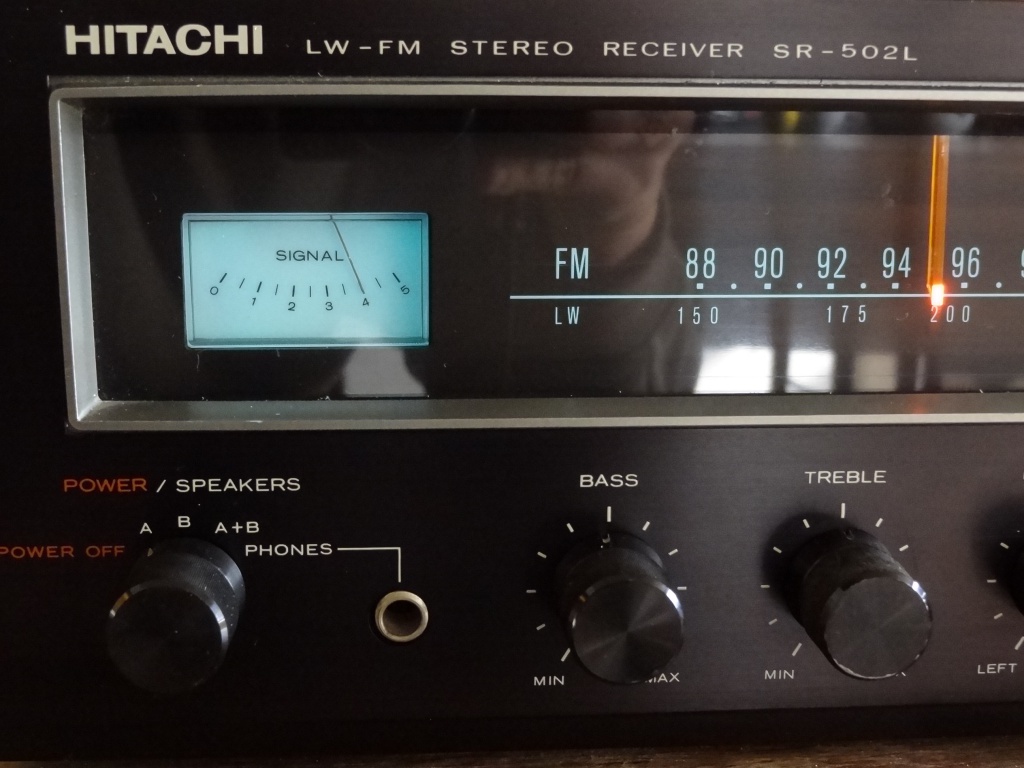 HITACHI LW-FM STEREO RECEIVER SR-502L
SIGNAL
0 1 2 3 4 5
FM 88 90 92 94 96 9
LW 150 175 200
POWER / SPEAKERS
A B A+B
POWER OFF
PHONES
BASS
MIN MAX
TREBLE
MIN
LEFT